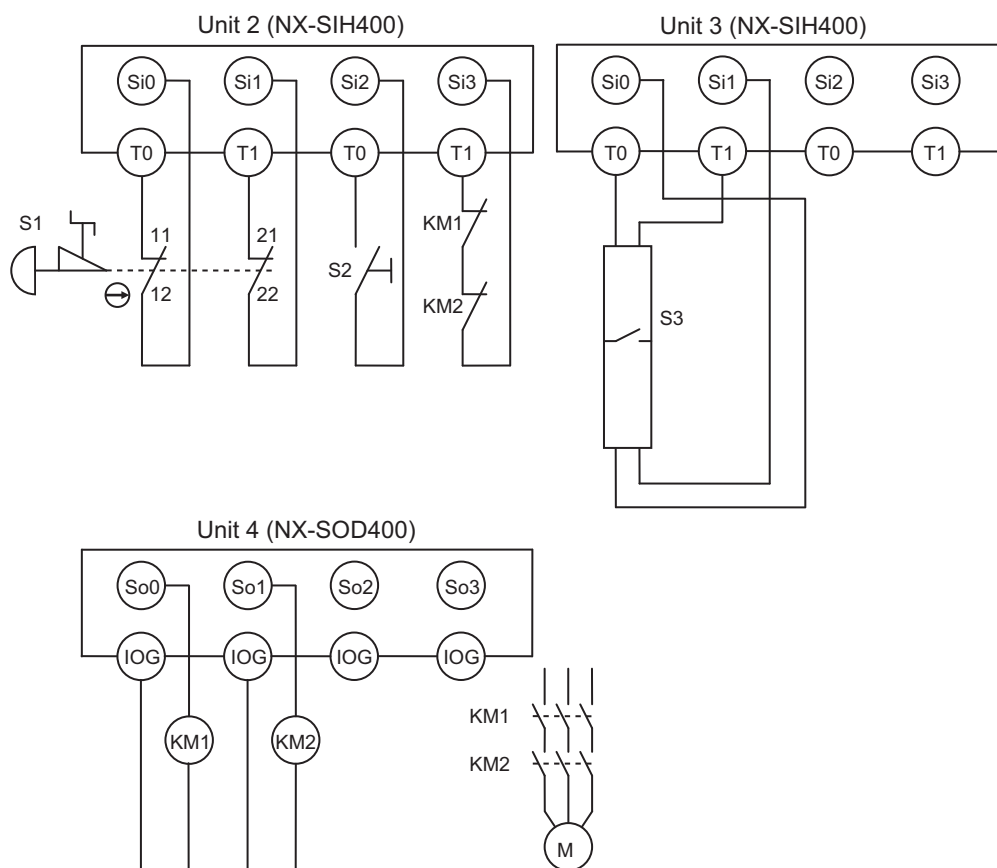 Unit 2 (NX-SIH400)
Si0 Si1 Si2 Si3
T0 T1 T0 T1
S1
11
12
21
22
S2
KM1
KM2
Unit 3 (NX-SIH400)
Si0 Si1 Si2 Si3
T0 T1 T0 T1
S3
Unit 4 (NX-SOD400)
So0 So1 So2 So3
IOG IOG IOG IOG
KM1 KM2
KM1
KM2
M